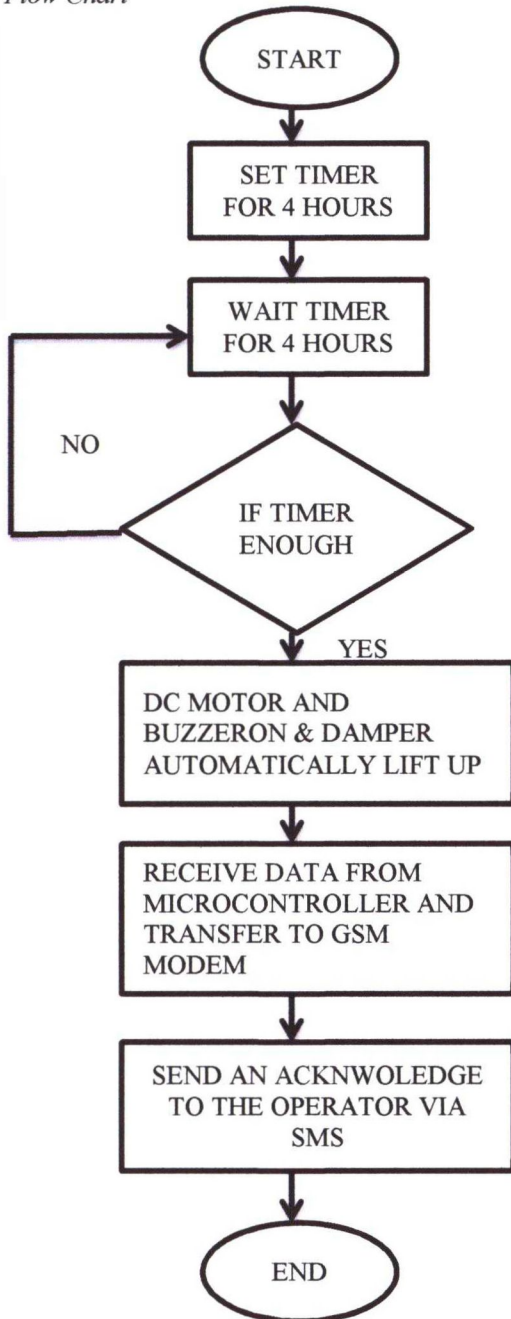 Flow Chart
START
SET TIMER
FOR 4 HOURS
WAIT TIMER
FOR 4 HOURS
NO
IF TIMER
ENOUGH
YES
DC MOTOR AND
BUZZERON & DAMPER
AUTOMATICALLY LIFT UP
RECEIVE DATA FROM
MICROCONTROLLER AND
TRANSFER TO GSM
MODEM
SEND AN ACKNWOLEDGE
TO THE OPERATOR VIA
SMS
END